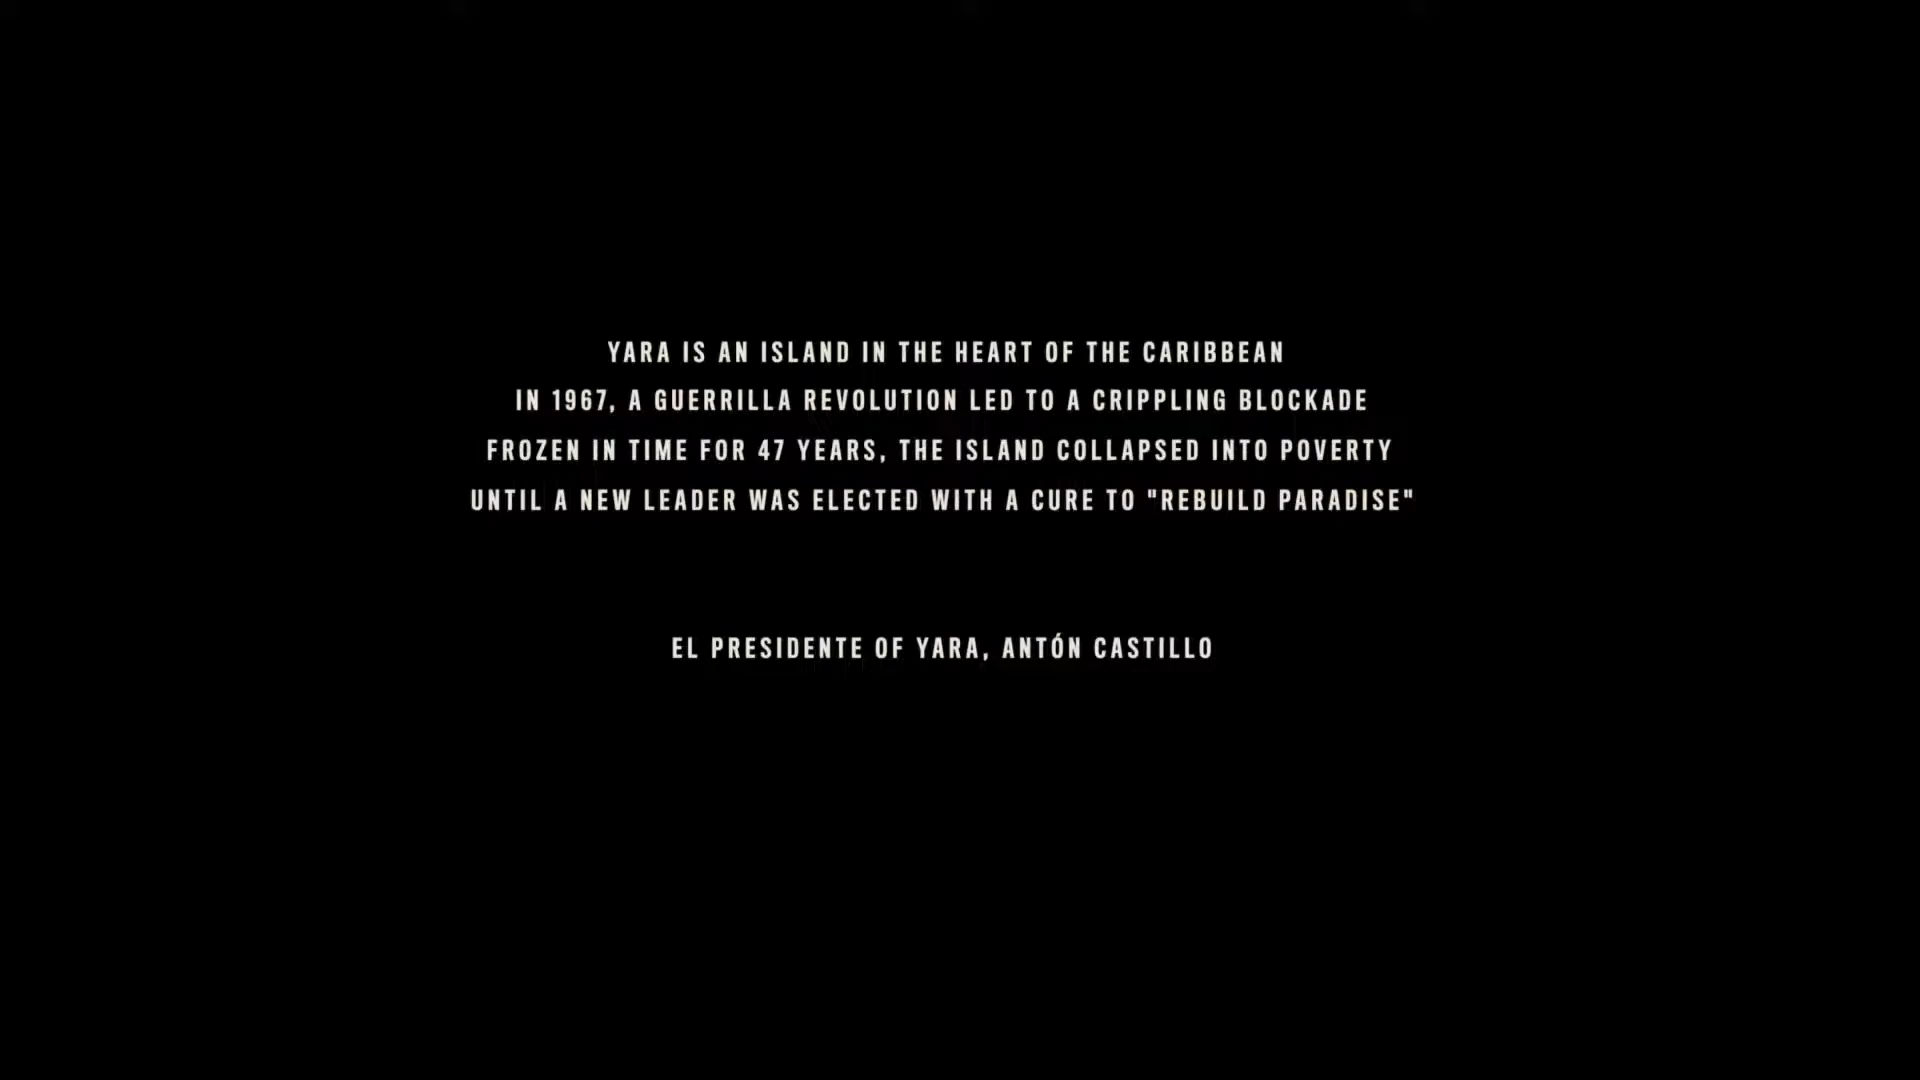 YARA IS AN ISLAND IN THE HEART OF THE CARIBBEAN
IN 1967, A GUERRILLA REVOLUTION LED TO A CRIPPLING BLOCKADE
FROZEN IN TIME FOR 47 YEARS, THE ISLAND COLLAPSED INTO POVERTY
UNTIL A NEW LEADER WAS ELECTED WITH A CURE TO "REBUILD PARADISE"
EL PRESIDENTE OF YARA, ANTÓN CASTILLO